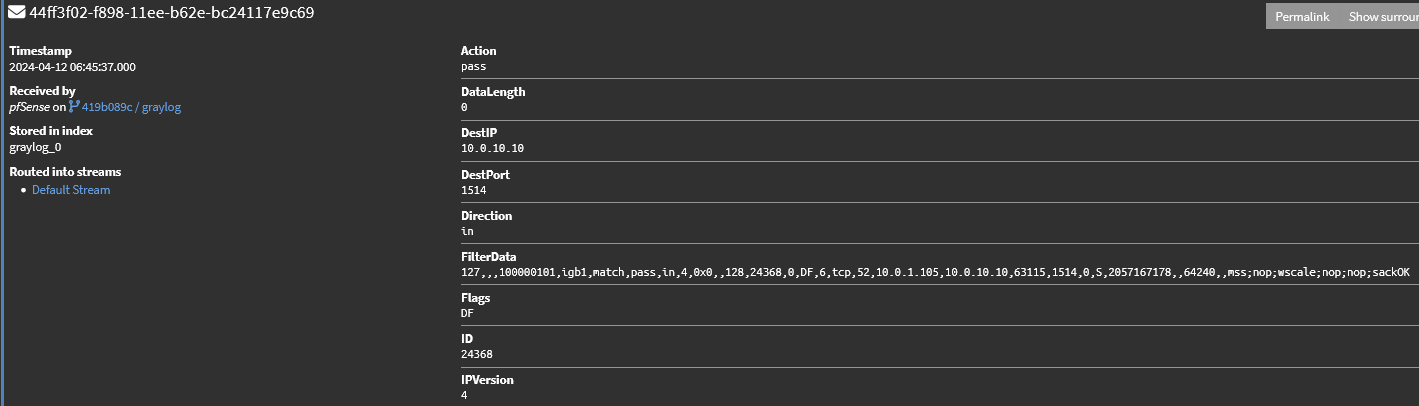 44ff3f02-f898-11ee-b62e-bc24117e9c69
Permalink
Show surrour
Timestamp
2024-04-12 06:45:37.000
Received by
pfSense on 419b089c / graylog
Stored in index
graylog_0
Routed into streams
Default Stream
Action
pass
DataLength
0
DestIP
10.0.10.10
DestPort
1514
Direction
in
FilterData
127,,,100000101,igb1,match,pass,in,4,0x0,,128,24368,0,DF,6,tcp,52,10.0.1.105,10.0.10.10,63115,1514,0,S,2057167178,,64240,,mss;nop;wscale;nop;nop;sackOK
Flags
DF
ID
24368
IPVersion
4